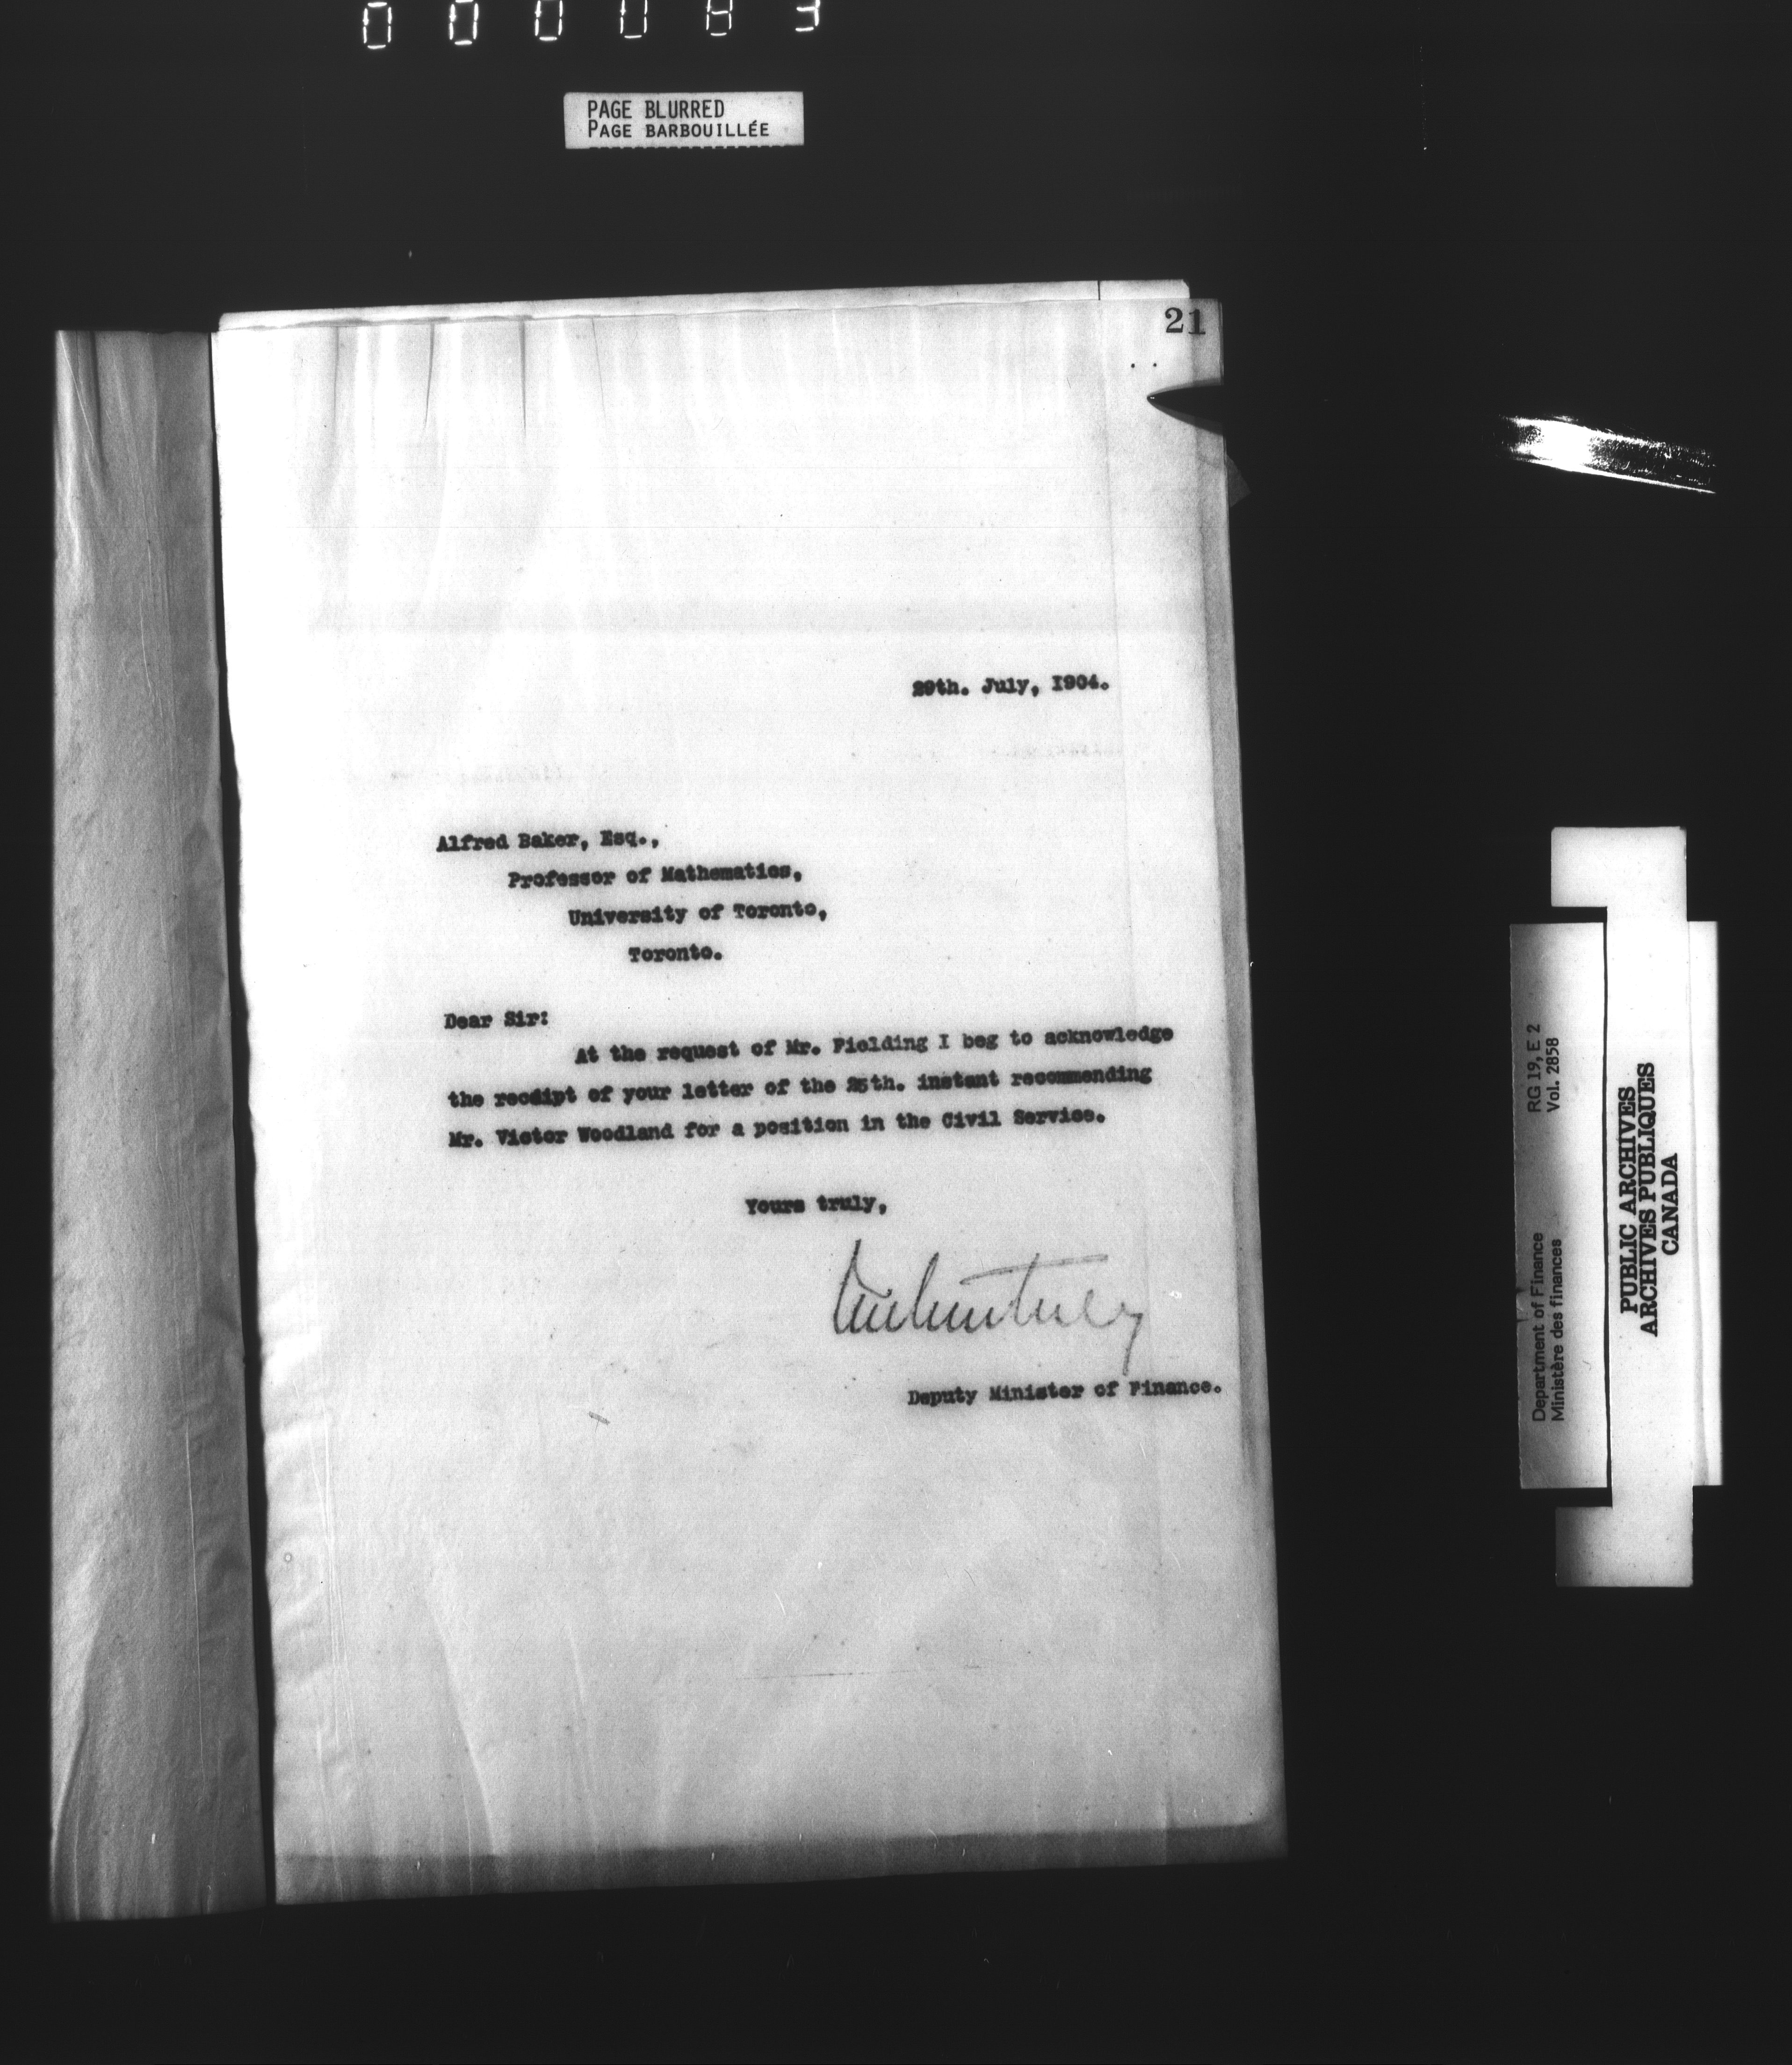 000083
PAGE BLURRED
PAGE BARBOUILLÉE
21
29th. July, 1904.
Alfred Baker, Esq.,
Professor of Mathematics,
University of Toronto,
Toronto.
Dear Sir:
At the request of Mr. Fielding I beg to acknowledge
the receipt of your letter of the 25th. instant recommending
Mr. Victor Woodland for a position in the Civil Service.
Yours truly,
Deputy Minister of Finance.
Department of Finance RG 19, E 2
Ministère des finances Vol. 2858
PUBLIC ARCHIVES
ARCHIVES PUBLIQUES
CANADA